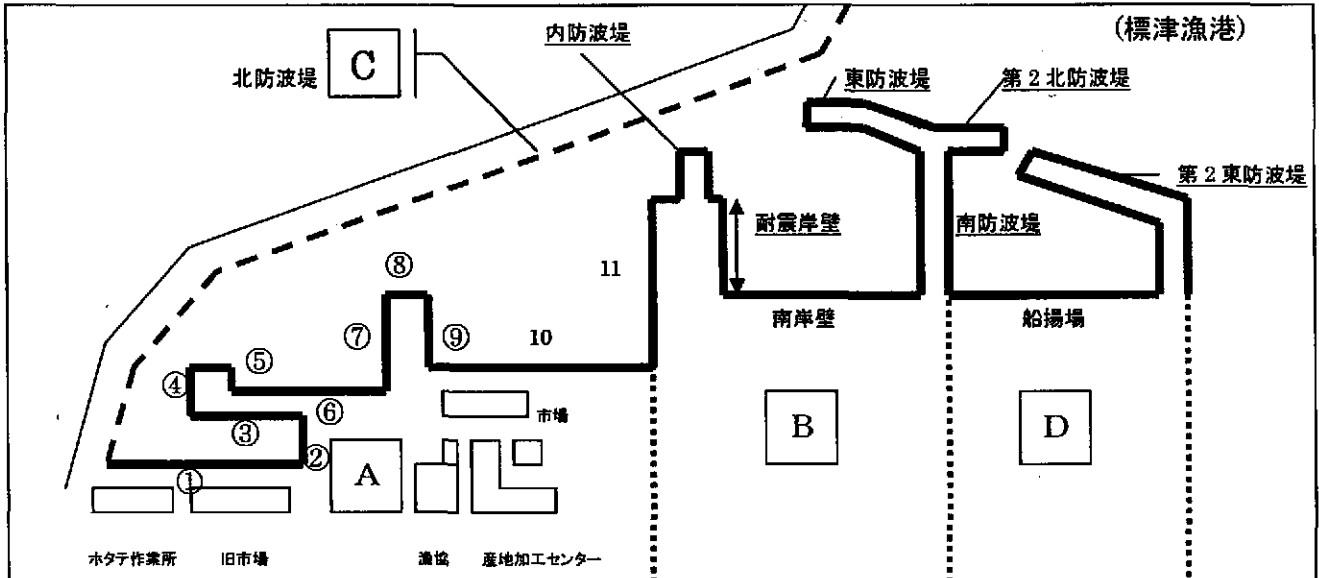 (標津漁港)
内防波堤
北防波堤
C
東防波堤
第2北防波堤
第2東防波堤
耐震岸壁
南防波堤
⑧
11
南岸壁
船揚場
⑦
⑨
10
⑤
④
⑥
市場
③
B
D
②
A
①
ホタテ作業所
旧市場
漁協
産地加工センター